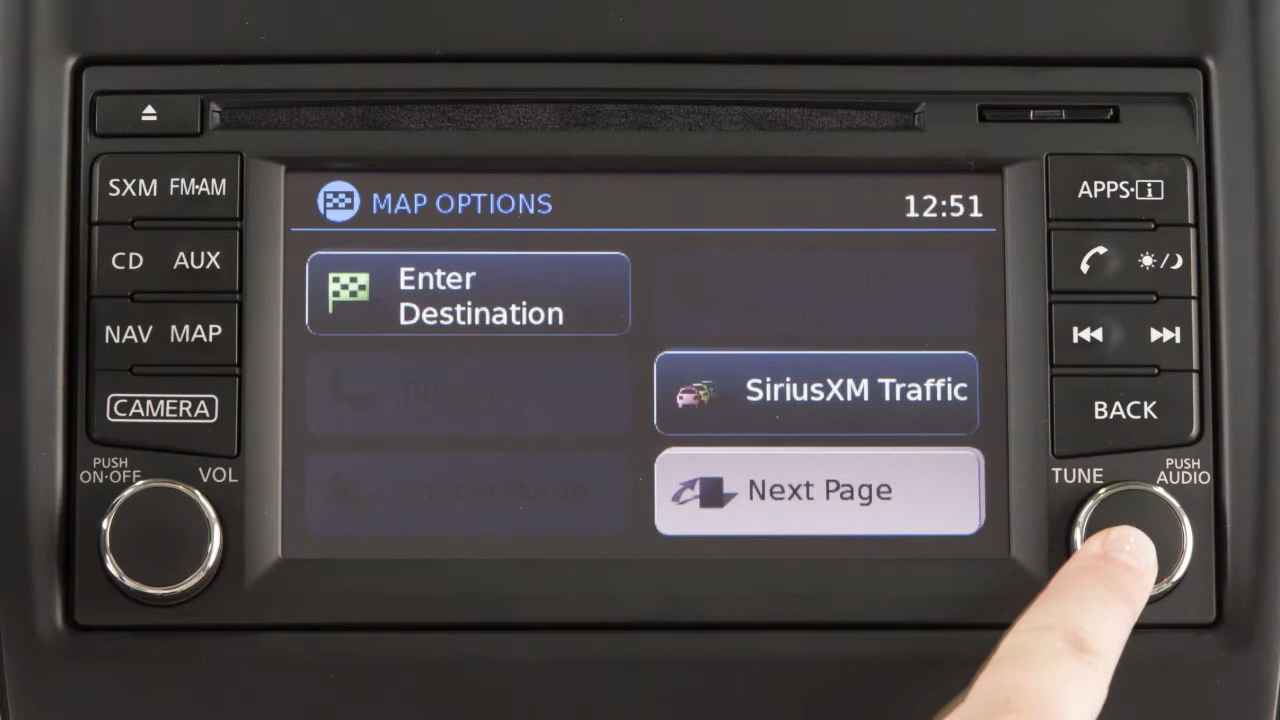 SXM FM·AM
CD AUX
NAV MAP
CAMERA
PUSH
ON·OFF
VOL
MAP OPTIONS
12:51
Enter
Destination
SiriusXM Traffic
Next Page
APPS·i
BACK
TUNE
PUSH
AUDIO